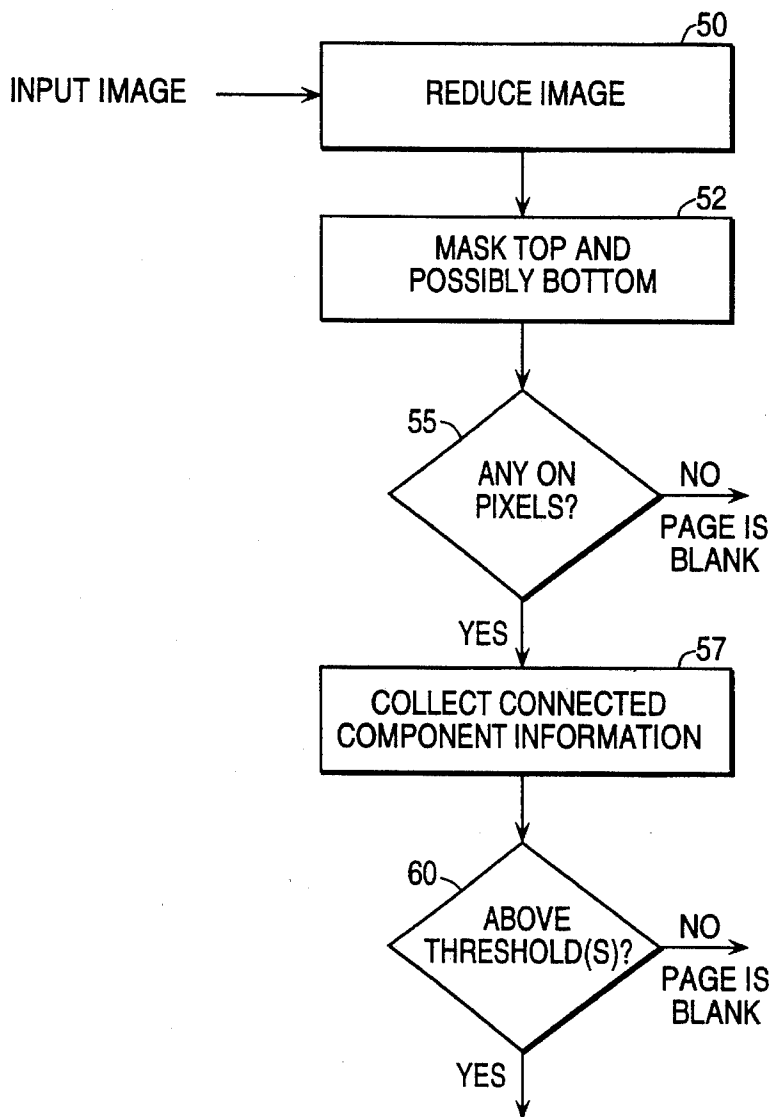 50
INPUT IMAGE
REDUCE IMAGE
52
MASK TOP AND
POSSIBLY BOTTOM
55
ANY ON
PIXELS?
NO
PAGE IS
BLANK
YES
57
COLLECT CONNECTED
COMPONENT INFORMATION
60
ABOVE
THRESHOLD(S)?
NO
PAGE IS
BLANK
YES